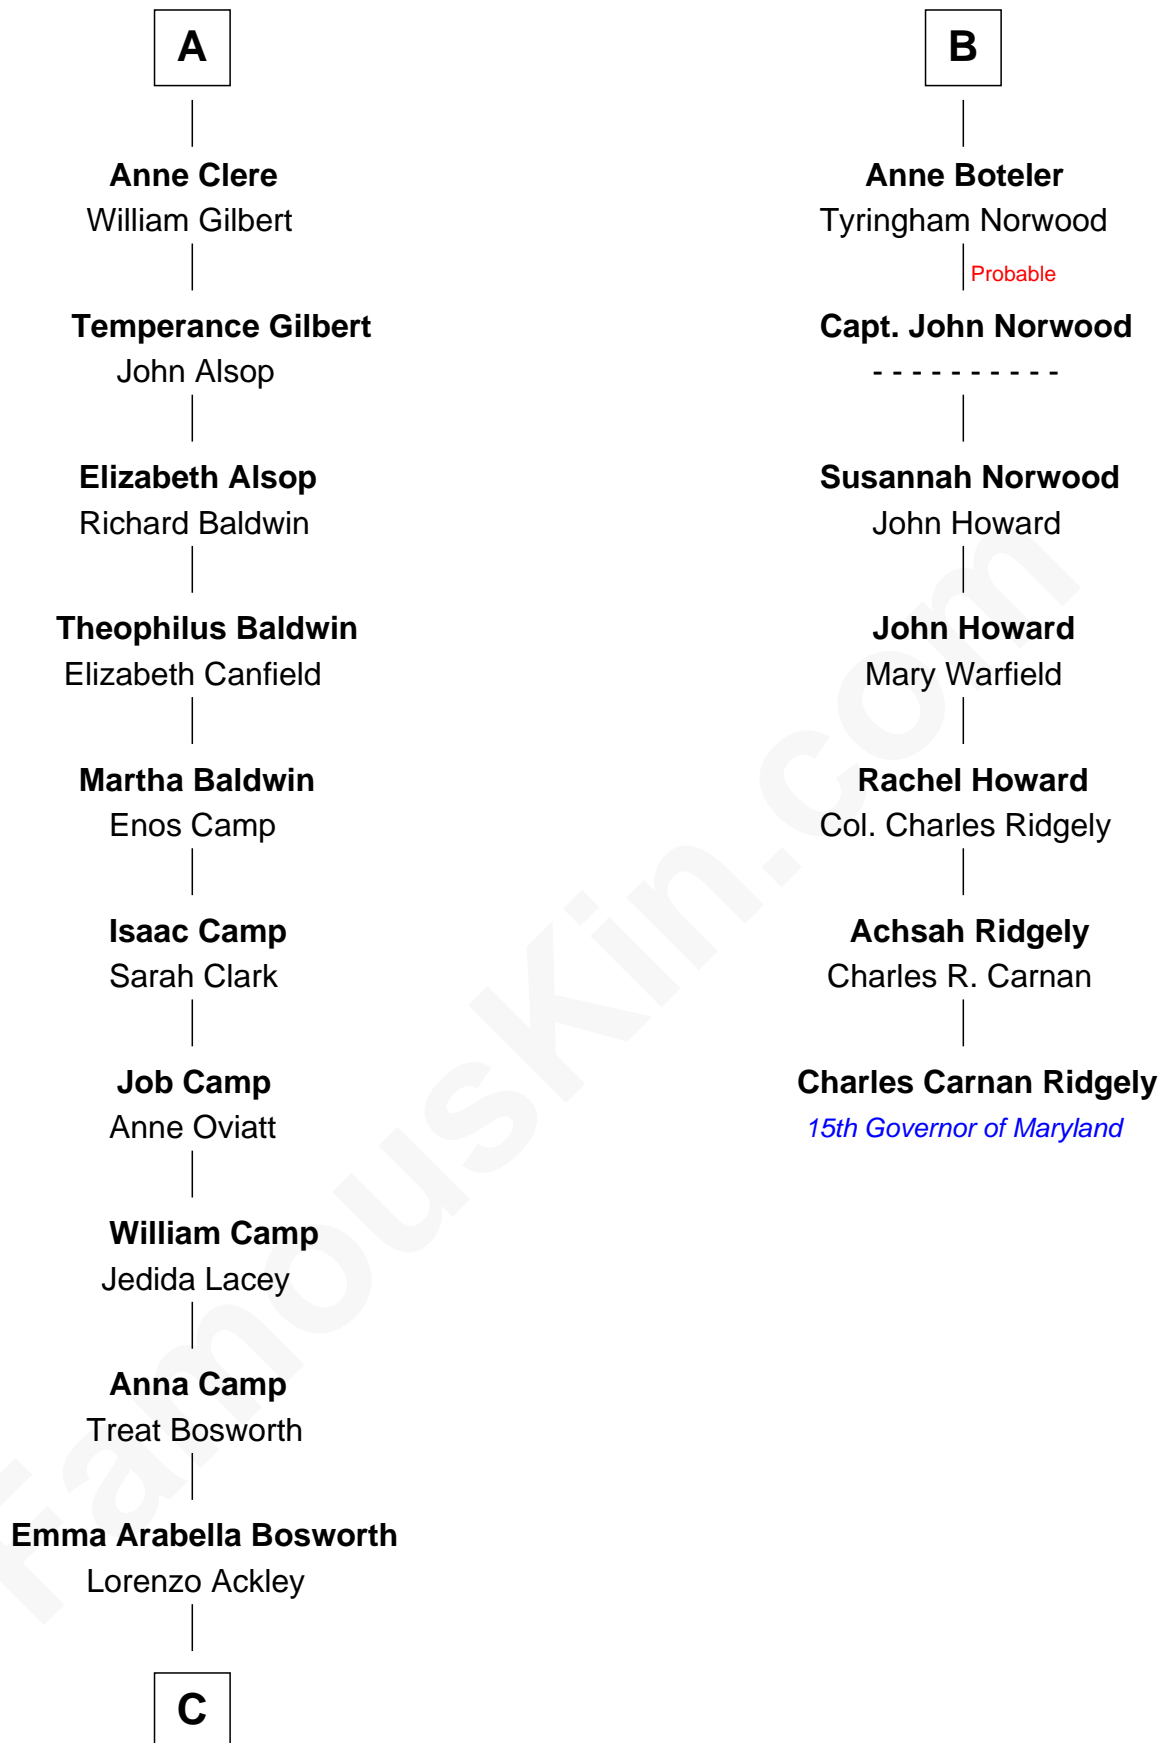 A
Anne Clere
William Gilbert
Temperance Gilbert
John Alsop
Elizabeth Alsop
Richard Baldwin
Theophilus Baldwin
Elizabeth Canfield
Martha Baldwin
Enos Camp
Isaac Camp
Sarah Clark
Job Camp
Anne Oviatt
William Camp
Jedida Lacey
Anna Camp
Treat Bosworth
Emma Arabella Bosworth
Lorenzo Ackley
C
B
Anne Boteler
Tyringham Norwood
Probable
Capt. John Norwood
- - - - - - - - - -
Susannah Norwood
John Howard
John Howard
Mary Warfield
Rachel Howard
Col. Charles Ridgely
Achsah Ridgely
Charles R. Carnan
Charles Carnan Ridgely
15th Governor of Maryland
FamousKin.com